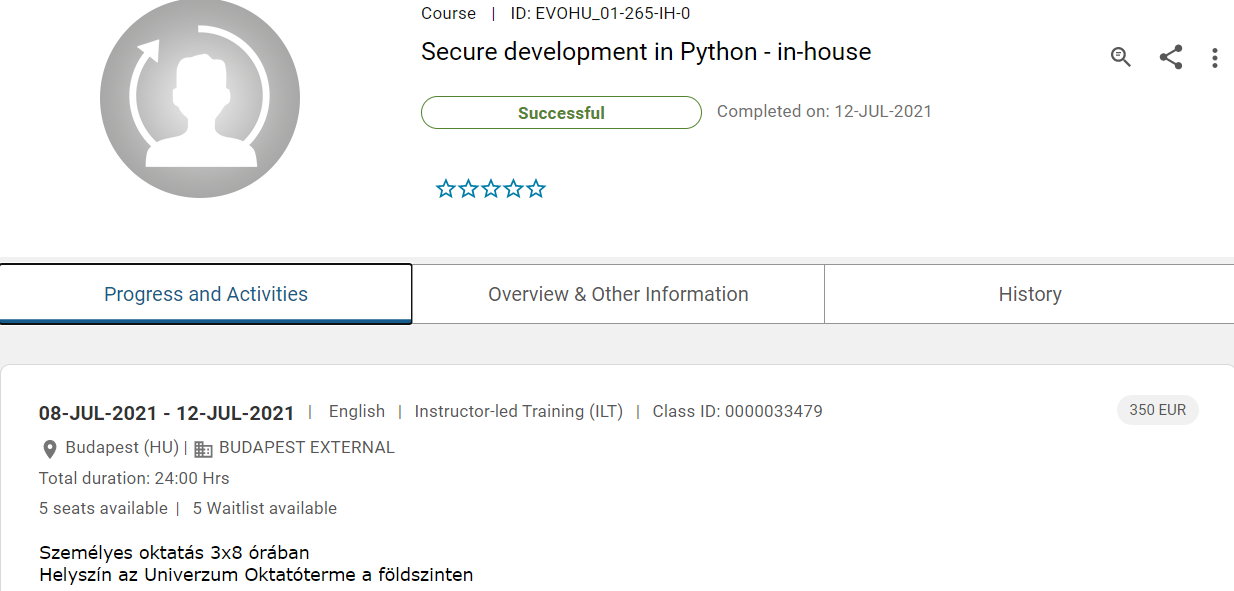 Course | ID: EVOHU_01-265-IH-0
Secure development in Python - in-house
Successful Completed on: 12-JUL-2021
Progress and Activities Overview & Other Information History
08-JUL-2021 - 12-JUL-2021 | English | Instructor-led Training (ILT) | Class ID: 0000033479 350 EUR
Budapest (HU) | BUDAPEST EXTERNAL
Total duration: 24:00 Hrs
5 seats available | 5 Waitlist available
Személyes oktatás 3x8 órában
Helyszín az Univerzum Oktatóterme a földszinten